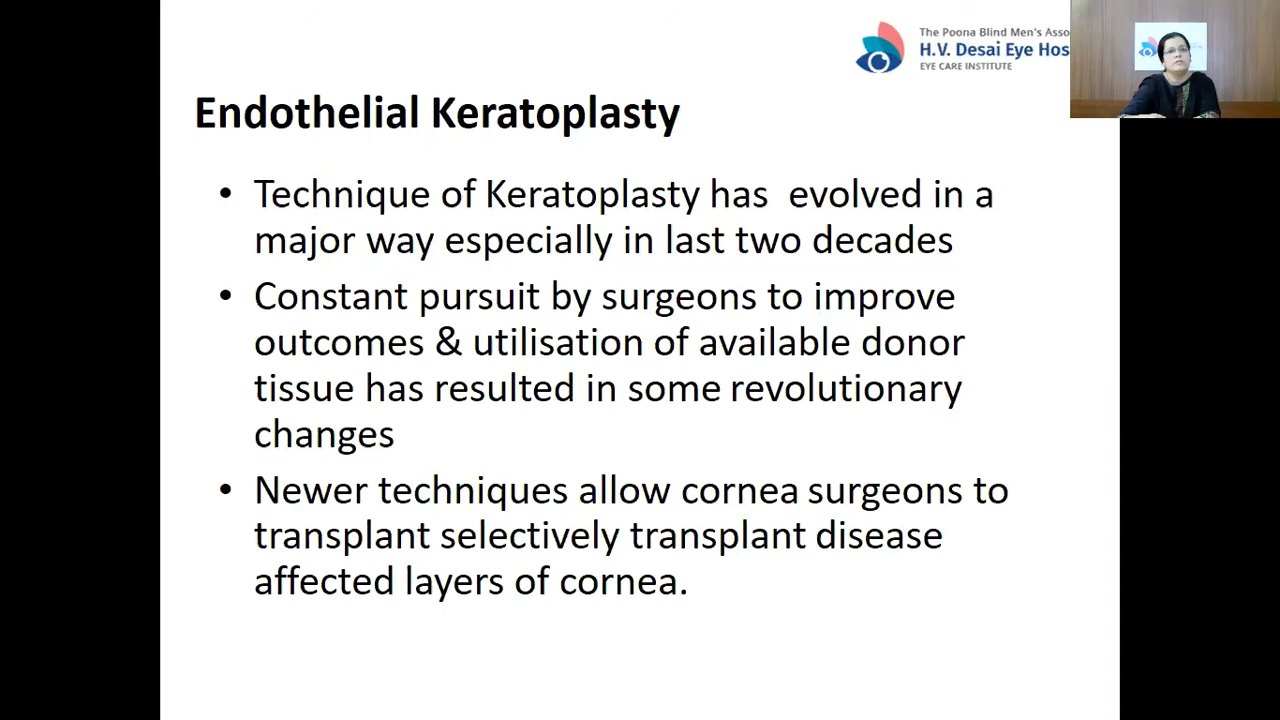 The Poona Blind Men's Asso
H.V. Desai Eye Hos
EYE CARE INSTITUTE
Endothelial Keratoplasty
• Technique of Keratoplasty has evolved in a
major way especially in last two decades
• Constant pursuit by surgeons to improve
outcomes & utilisation of available donor
tissue has resulted in some revolutionary
changes
• Newer techniques allow cornea surgeons to
transplant selectively transplant disease
affected layers of cornea.